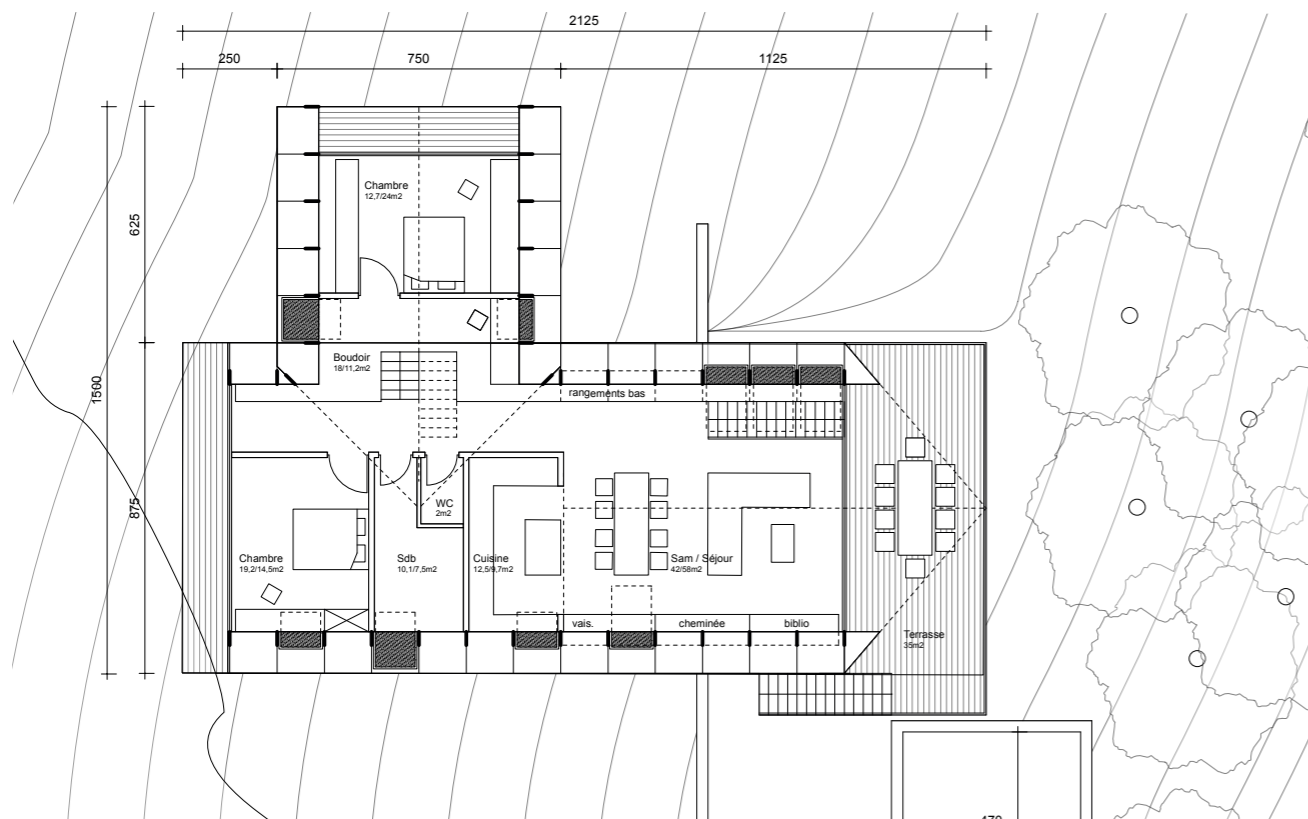 2125
250
750
1125
Chambre
12,7/24m2
625
Boudoir
18/11,2m2
1590
rangements bas
875
WC
2m2
Chambre
19,2/14,5m2
Sdb
10,1/7,5m2
Cuisine
12,5/9,7m2
Sam / Séjour
42/58m2
vais.
cheminée
biblio
Terrasse
35m2